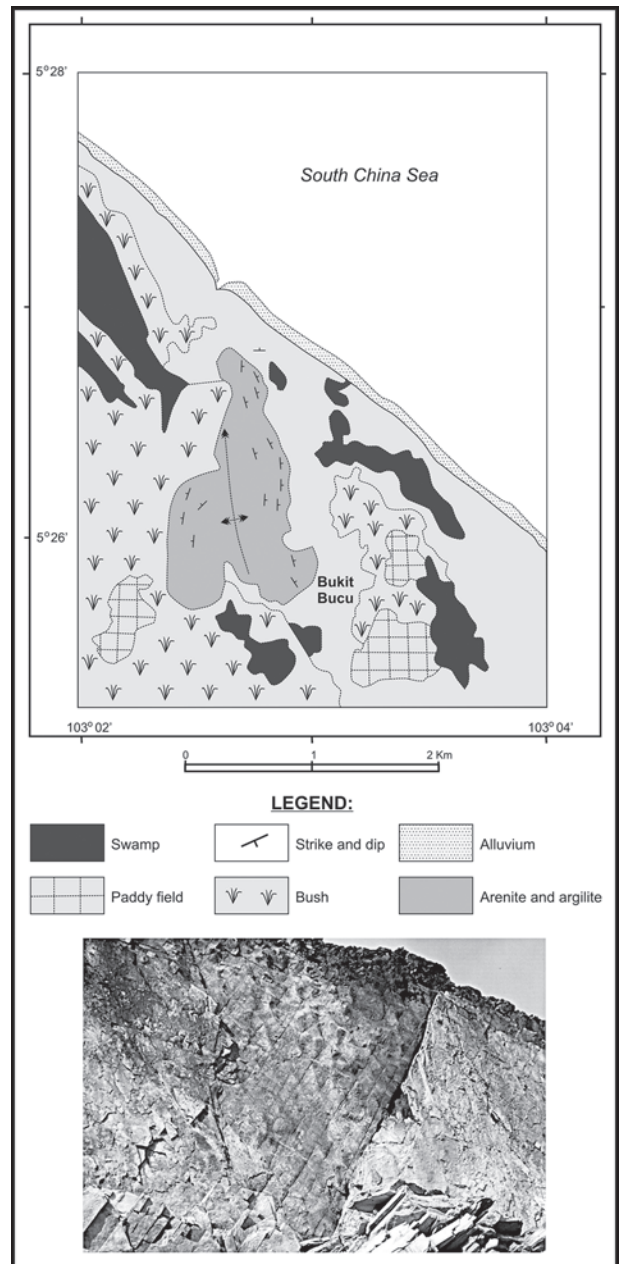 5° 28'
South China Sea
5° 26'
Bukit
Bucu
103° 02'
103° 04'
0
1
2 Km
LEGEND:
Swamp
Strike and dip
Alluvium
Paddy field
Bush
Arenite and argilite